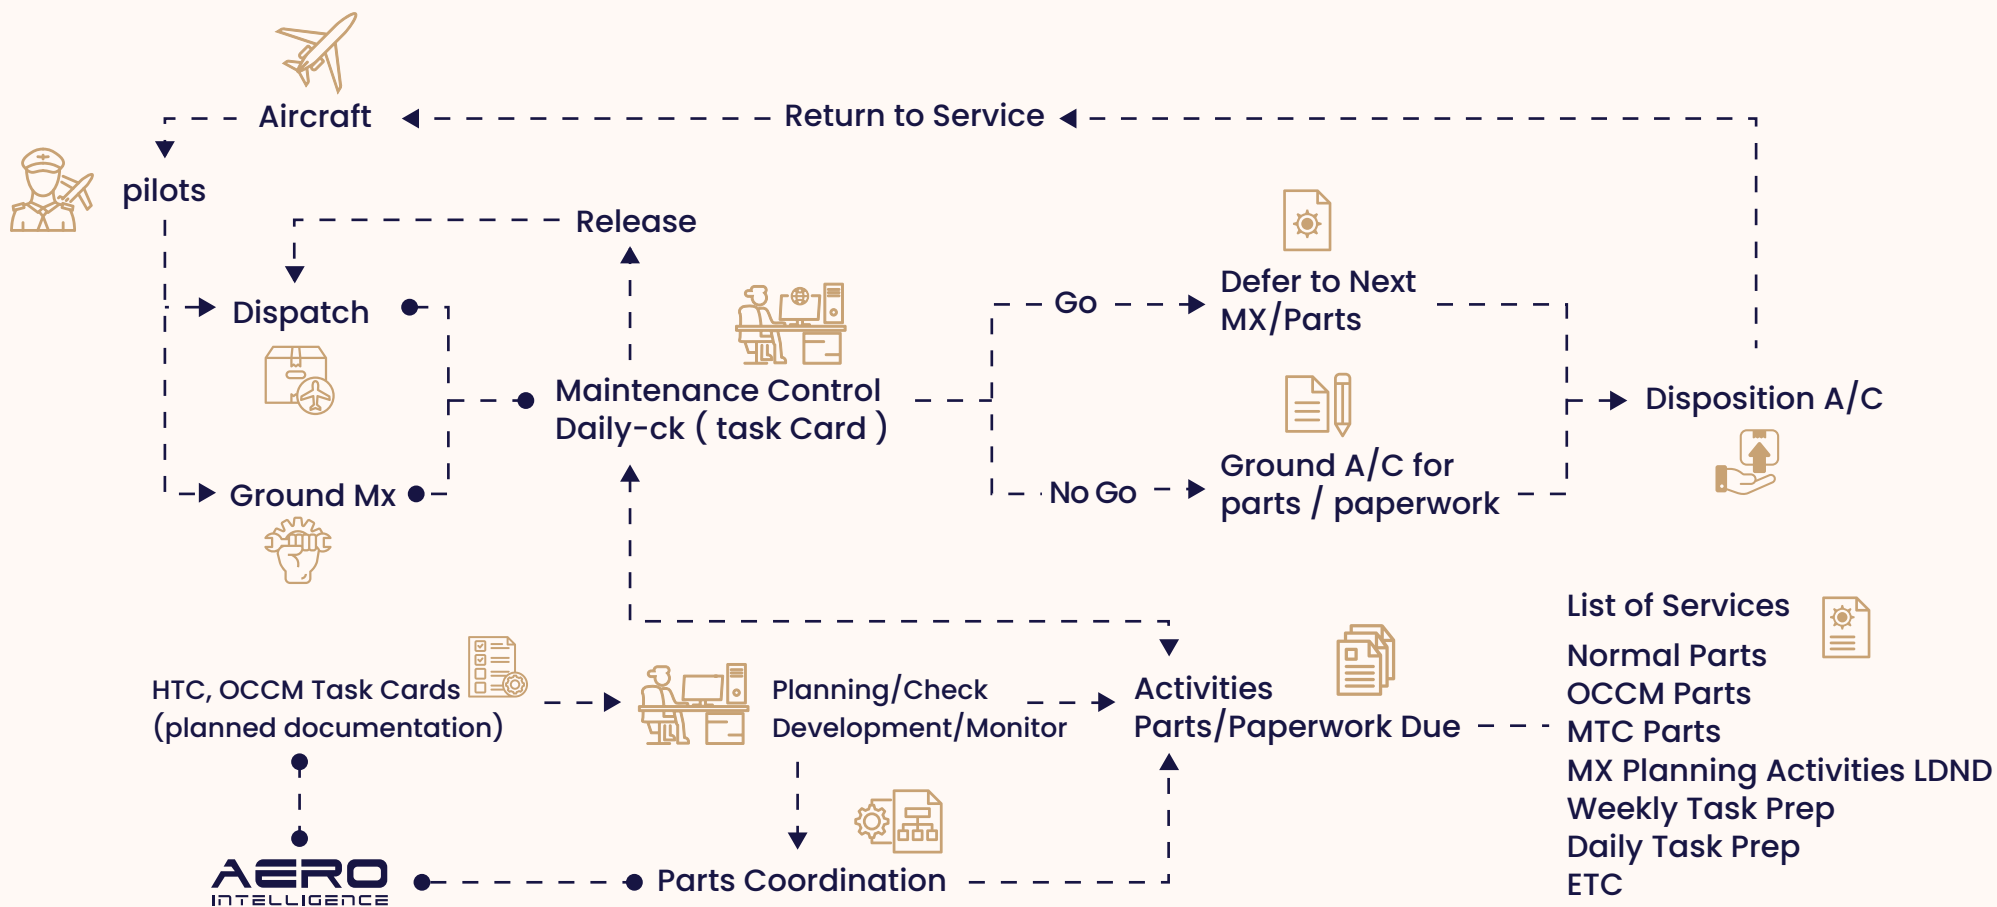 Aircraft
Return to Service
pilots
Release
Dispatch
Go
Defer to Next
MX/Parts
Maintenance Control
Daily-ck ( task Card )
Disposition A/C
Ground Mx
No Go
Ground A/C for
parts / paperwork
HTC, OCCM Task Cards
(planned documentation)
Planning/Check
Development/Monitor
Activities
Parts/Paperwork Due
List of Services
Normal Parts
OCCM Parts
MTC Parts
MX Planning Activities LDND
Weekly Task Prep
Daily Task Prep
ETC
AERO
INTELLIGENCE
Parts Coordination